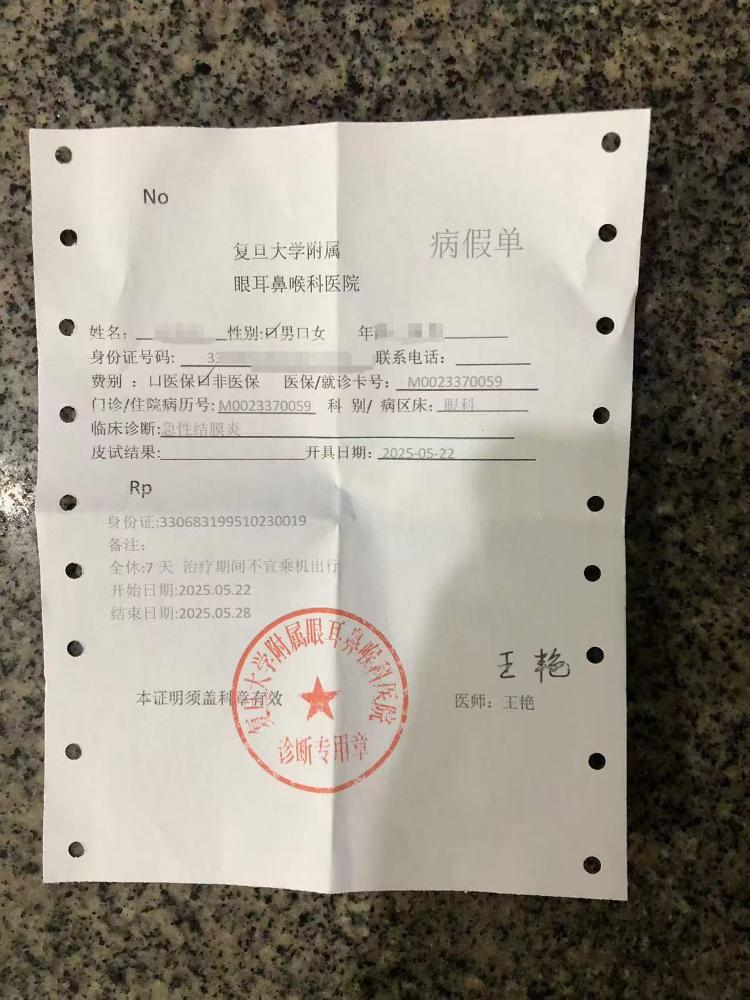 No
复旦大学附属
病假单
眼耳鼻喉科医院
姓名： 性别:口男口女 年
身份证号码: 33 联系电话:
费别 ：口医保口非医保 医保/就诊卡号: M0023370059
门诊/住院病历号: M0023370059 科 别/ 病区床: 眼科
临床诊断:急性结膜炎
皮试结果: 开具日期: 2025-05-22
Rp
身份证:330683199510230019
备注:
全休:7 天 治疗期间不宜乘机出行
开始日期:2025.05.22
结束日期:2025.05.28
复旦大学附属眼耳鼻喉科医院
王艳
本证明须盖科章有效
医师：王艳
诊断专用章